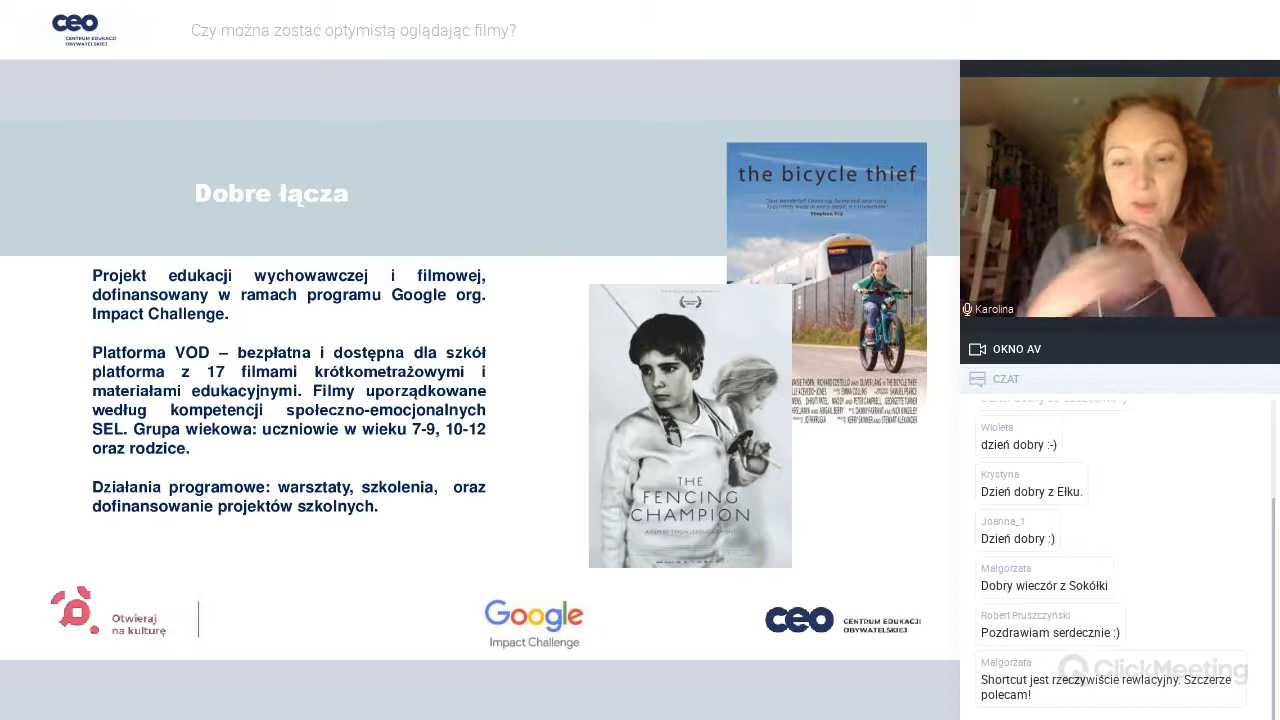 ceo
CENTRUM EDUKACJI
OBYWATELSKIEJ
Czy można zostać optymistą oglądając filmy?
Dobre łącza
Projekt edukacji wychowawczej i filmowej,
dofinansowany w ramach programu Google org.
Impact Challenge.
Platforma VOD – bezpłatna i dostępna dla szkół
platforma z 17 filmami krótkometrażowymi i
materiałami edukacyjnymi. Filmy uporządkowane
według kompetencji społeczno-emocjonalnych
SEL. Grupa wiekowa: uczniowie w wieku 7-9, 10-12
oraz rodzice.
Działania programowe: warsztaty, szkolenia, oraz
dofinansowanie projektów szkolnych.
the bicycle thief
THE
FENCING
CHAMPION
Otwieraj
na kulturę
Google
Impact Challenge
ceo
CENTRUM EDUKACJI
OBYWATELSKIEJ
Karolina
OKNO AV
CZAT
Wioleta
dzień dobry :-)
Krystyna
Dzień dobry z Ełku.
Joanna_1
Dzień dobry :)
Małgorzata
Dobry wieczór z Sokółki
Robert Pruszczyński
Pozdrawiam serdecznie :)
Małgorzata
Shortcut jest rzeczywiście rewlacyjny. Szczerze
polecam!
ClickMeeting